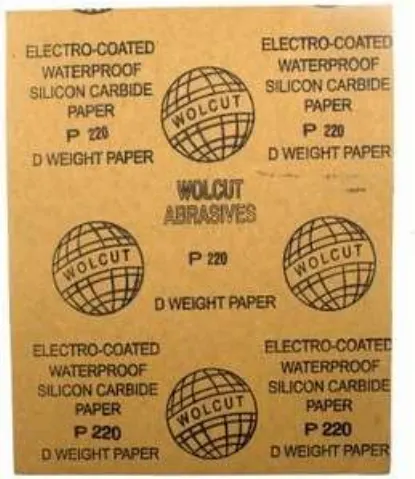 ELECTRO-COATED
WATERPROOF
SILICON CARBIDE
PAPER
P 220
D WEIGHT PAPER
WOLCUT
ELECTRO-COATED
WATERPROOF
SILICON CARBIDE
PAPER
P 220
D WEIGHT PAPER
WOLCUT
ABRASIVES
WOLCUT
P 220
WOLCUT
D WEIGHT PAPER
ELECTRO-COATED
WATERPROOF
SILICON CARBIDE
PAPER
P 220
D WEIGHT PAPER
WOLCUT
ELECTRO-COATED
WATERPROOF
SILICON CARBIDE
PAPER
P 220
D WEIGHT PAPER